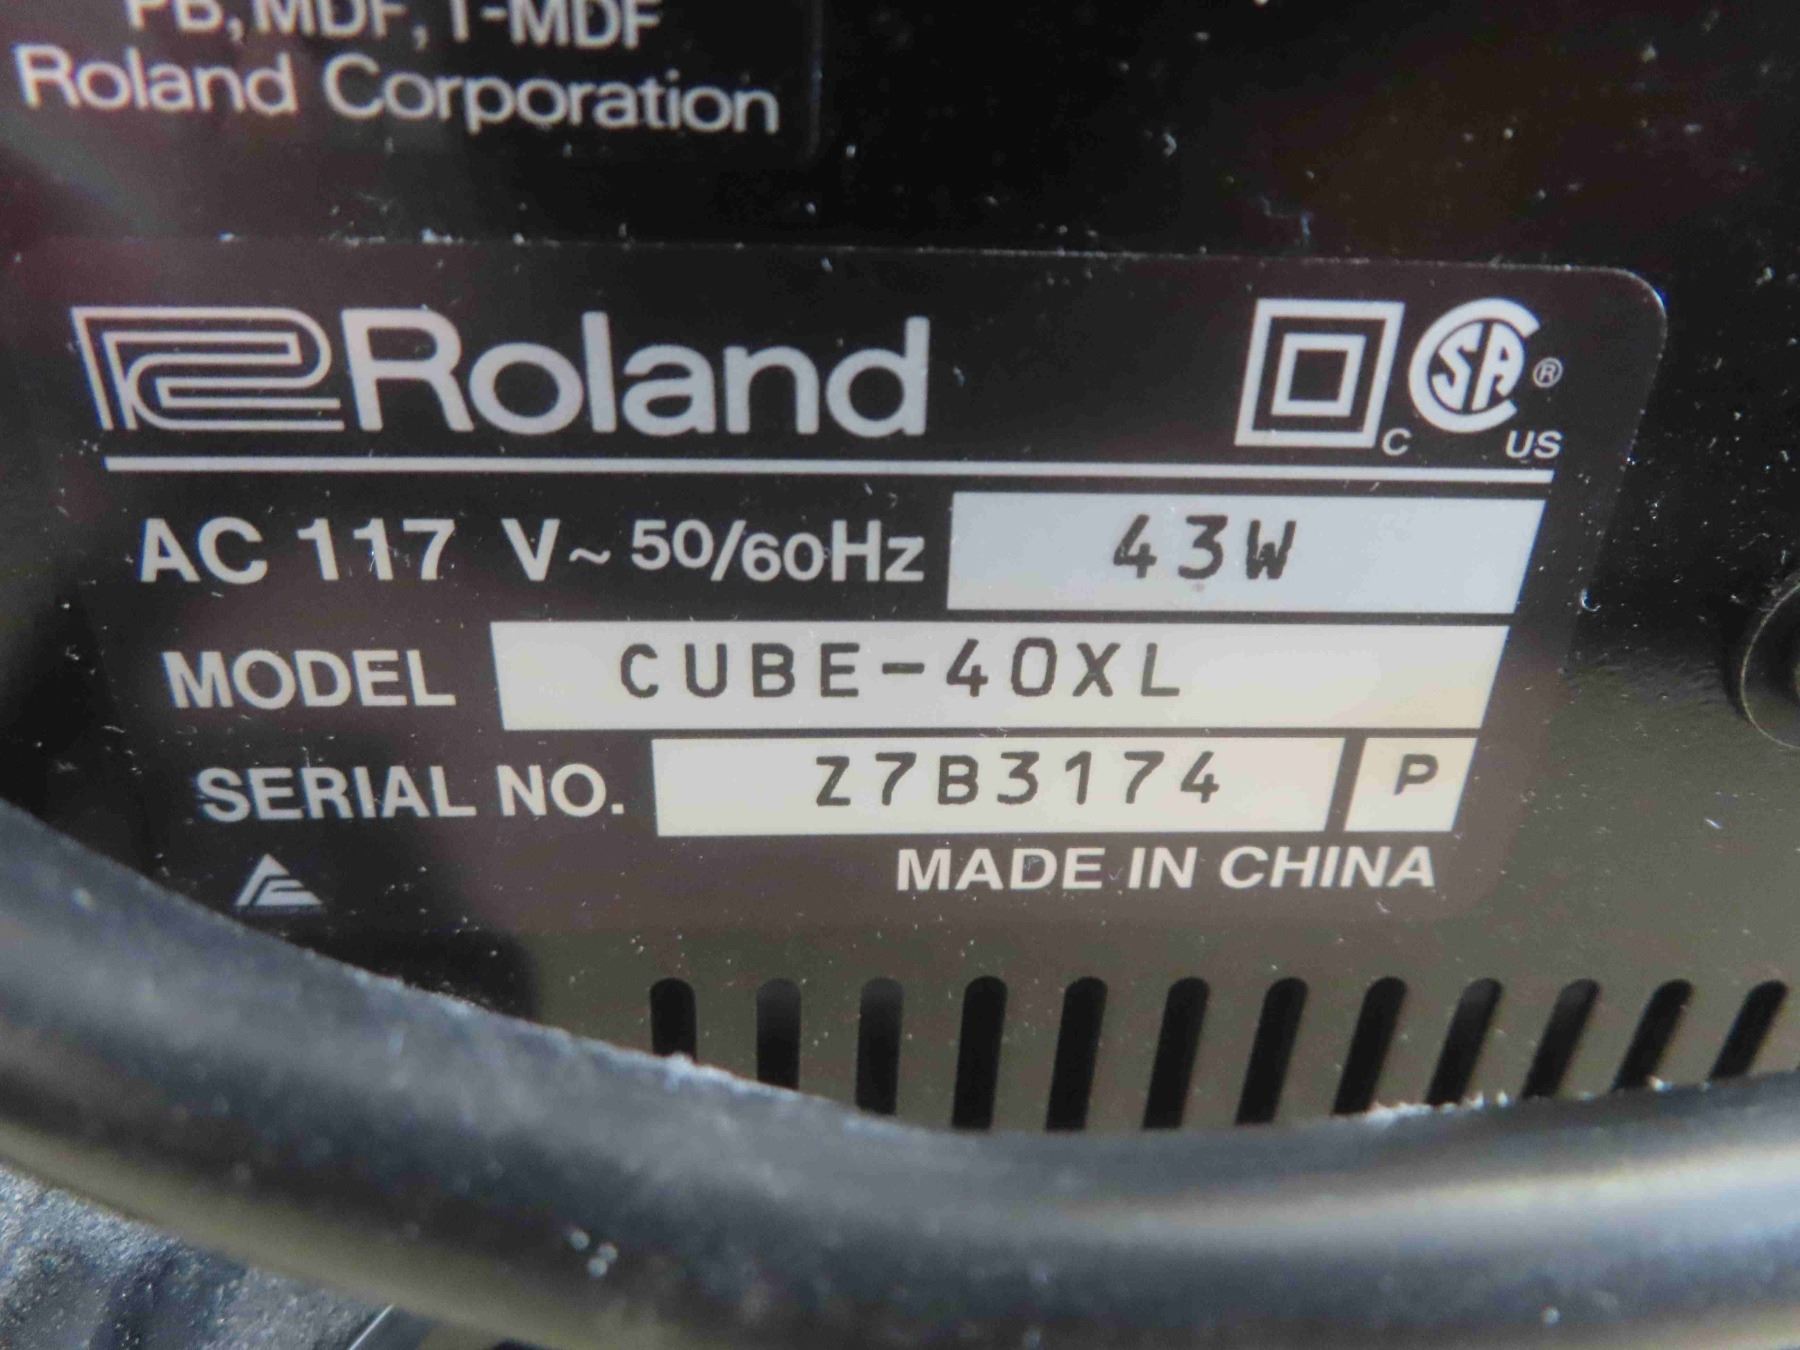 PB, MDF, T-MDF
Roland Corporation
Roland
C SA ® US
AC 117 V~ 50/60Hz 43W
MODEL CUBE-40XL
SERIAL NO. Z7B3174 P
MADE IN CHINA